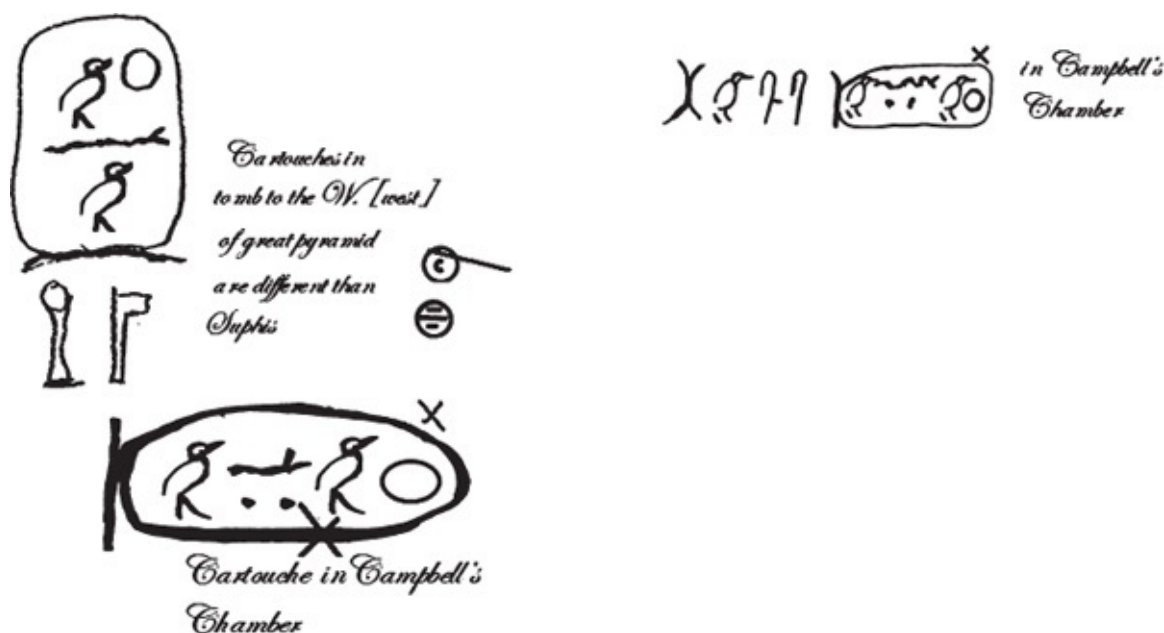 Cartouches in
tomb to the W. [west]
of great pyramid
are different than
Suphis
Cartouche in Campbell's
Chamber
in Campbell's
Chamber